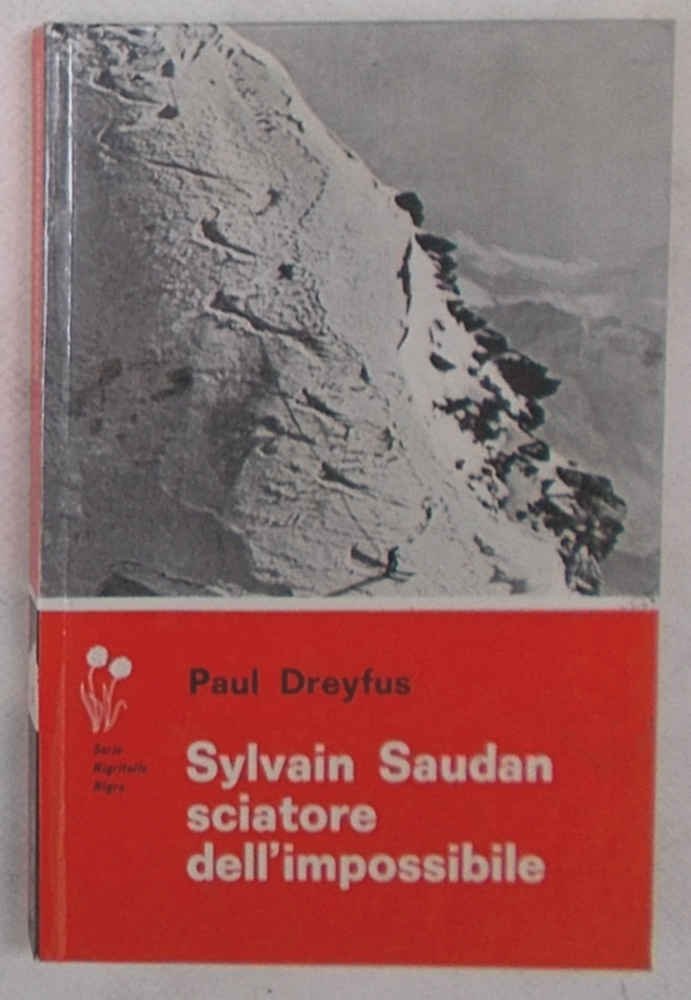 Paul Dreyfus
Sylvain Saudan
sciatore
dell'impossibile
Serie
Nigritella
Nigra